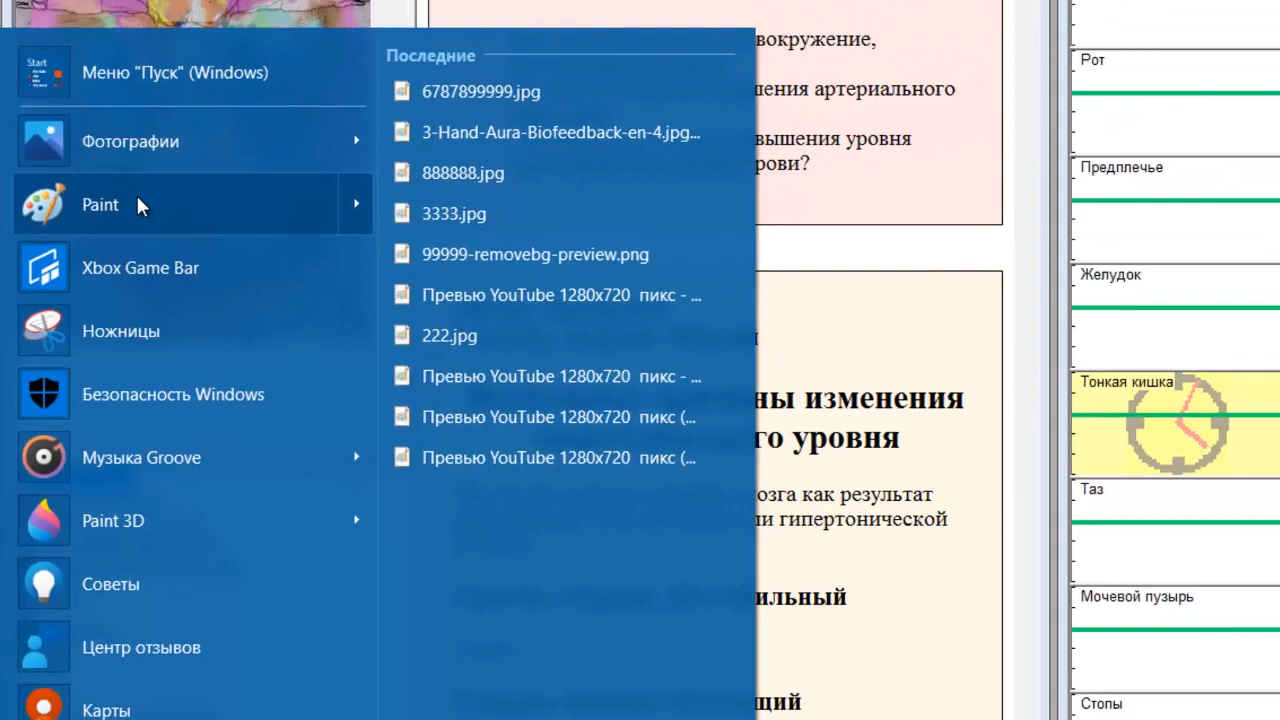 Start
Меню "Пуск" (Windows)
Фотографии
Paint
Xbox Game Bar
Ножницы
Безопасность Windows
Музыка Groove
Paint 3D
Советы
Центр отзывов
Карты
Последние
6787899999.jpg
3-Hand-Aura-Biofeedback-en-4.jpg...
888888.jpg
3333.jpg
99999-removebg-preview.png
Превью YouTube 1280x720 пикс - ...
222.jpg
Превью YouTube 1280x720 пикс - ...
Превью YouTube 1280x720 пикс (...
Превью YouTube 1280x720 пикс (...
вокружение,
ения артериального
вышения уровня
рови?
ны изменения
го уровня
озга как результат
ли гипертонической
ильный
щий
Рот
Предплечье
Желудок
Тонкая кишка
Таз
Мочевой пузырь
Стопы